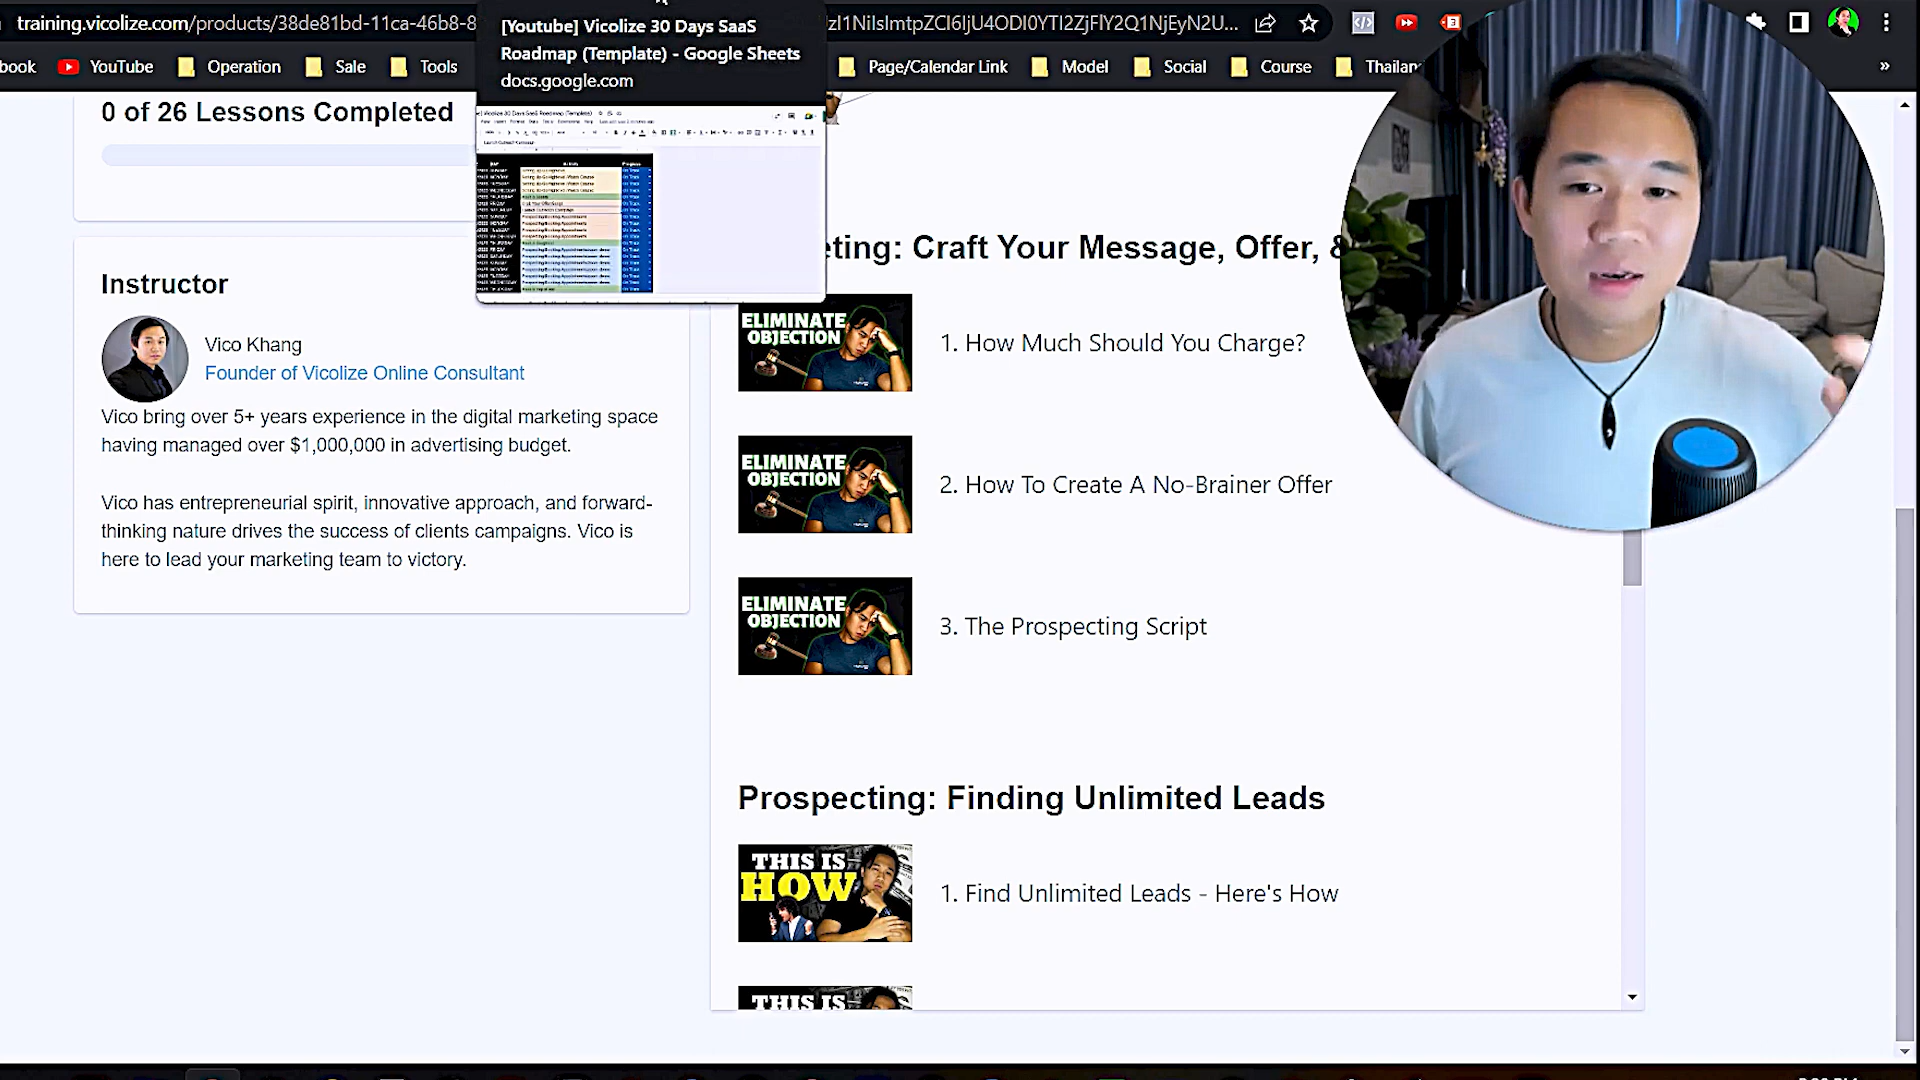 training.vicolize.com/products/38de81bd-11ca-46b8-8
[Youtube] Vicolize 30 Days SaaS
Roadmap (Template) - Google Sheets
docs.google.com
book
YouTube
Operation
Sale
Tools
Page/Calendar Link
Model
Social
Course
Thailan
0 of 26 Lessons Completed
Instructor
Vico Khang
Founder of Vicolize Online Consultant
Vico bring over 5+ years experience in the digital marketing space
having managed over $1,000,000 in advertising budget.
Vico has entrepreneurial spirit, innovative approach, and forward-
thinking nature drives the success of clients campaigns. Vico is
here to lead your marketing team to victory.
eting: Craft Your Message, Offer, &
ELIMINATE
OBJECTION
1. How Much Should You Charge?
ELIMINATE
OBJECTION
2. How To Create A No-Brainer Offer
ELIMINATE
OBJECTION
3. The Prospecting Script
Prospecting: Finding Unlimited Leads
THIS IS
HOW
1. Find Unlimited Leads - Here's How
THIS IS